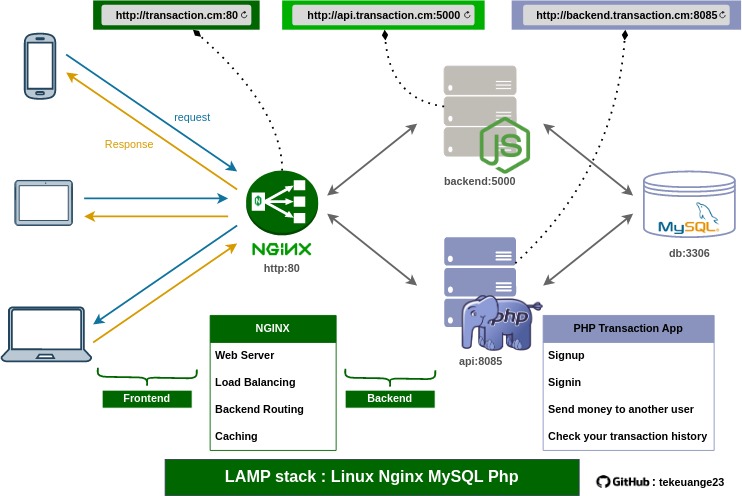 http://transaction.cm:80
http://api.transaction.cm:5000
http://backend.transaction.cm:8085
request
Response
JS
backend:5000
N
NGiNX
http:80
MySQL
db:3306
php
api:8085
NGINX
Web Server
Load Balancing
Backend Routing
Caching
PHP Transaction App
Signup
Signin
Send money to another user
Check your transaction history
Frontend
Backend
LAMP stack : Linux Nginx MySQL Php
GitHub : tekeuange23